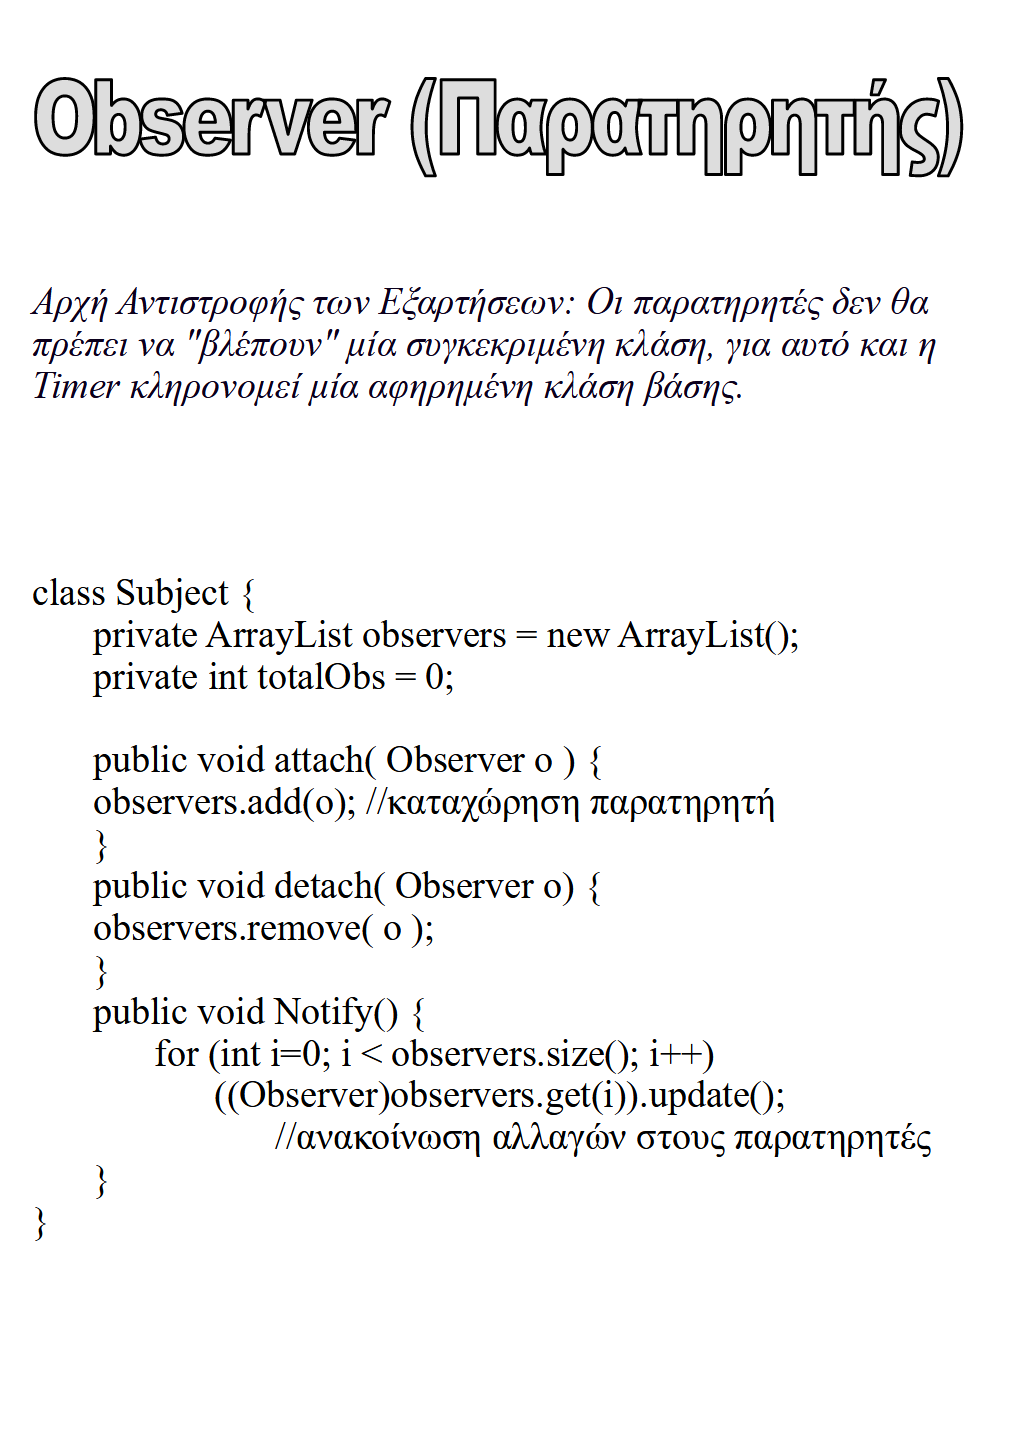 Observer (Παρατηρητής)
Αρχή Αντιστροφής των Εξαρτήσεων: Οι παρατηρητές δεν θα
πρέπει να "βλέπουν" μία συγκεκριμένη κλάση, για αυτό και η
Timer κληρονομεί μία αφηρημένη κλάση βάσης.
class Subject {
private ArrayList observers = new ArrayList();
private int totalObs = 0;
public void attach( Observer o ) {
observers.add(o); //καταχώρηση παρατηρητή
}
public void detach( Observer o) {
observers.remove( o );
}
public void Notify() {
for (int i=0; i < observers.size(); i++)
((Observer)observers.get(i)).update();
//ανακοίνωση αλλαγών στους παρατηρητές
}
}